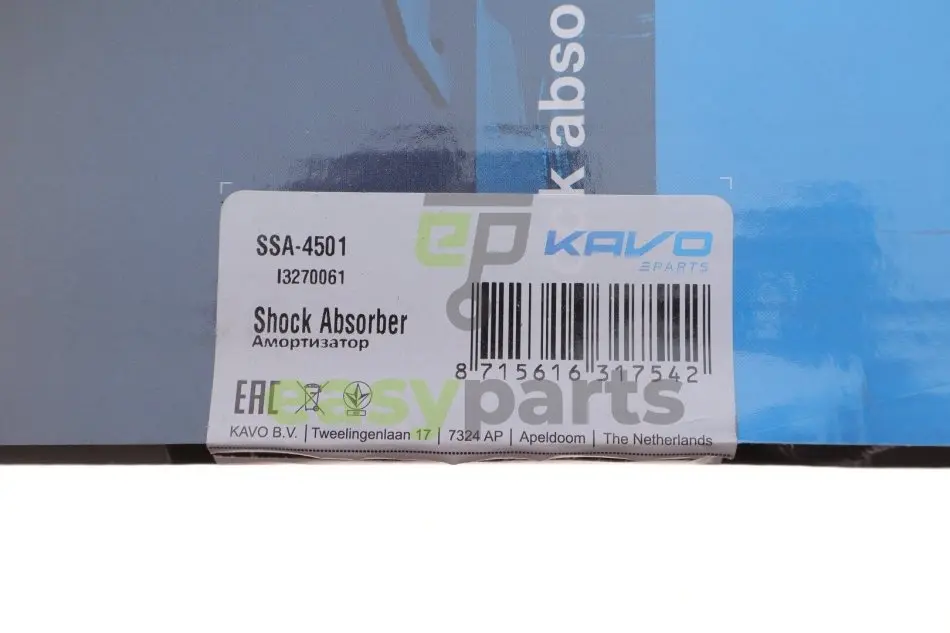 k abso
SSA-4501
KAVO
PARTS
I3270061
Shock Absorber
Амортизатор
8 715616 317542
EAC
ep
easyparts
KAVO B.V. | Tweelingenlaan 17 | 7324 AP | Apeldoorn | The Netherlands